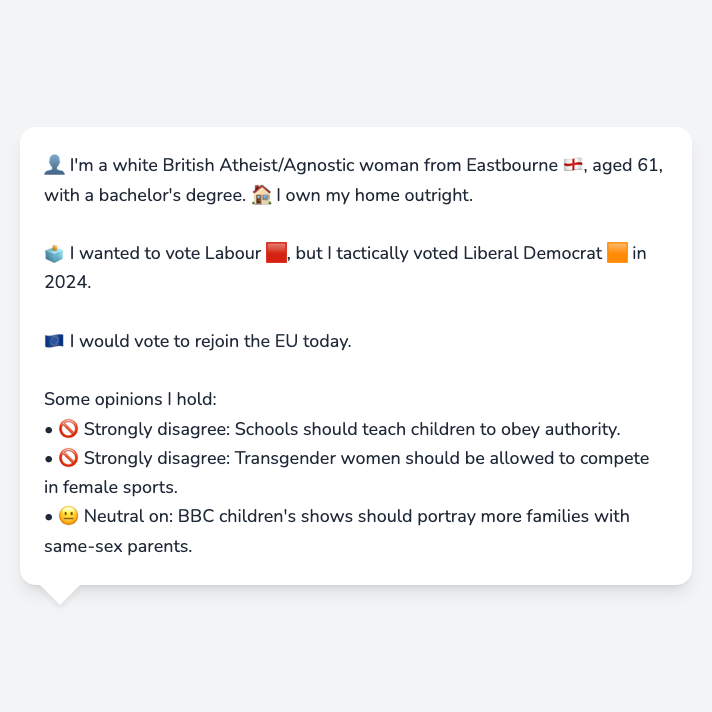 👤 I'm a white British Atheist/Agnostic woman from Eastbourne 🏴󠁧󠁢󠁥󠁮󠁧󠁿, aged 61,
with a bachelor's degree. 🏠 I own my home outright.
🗳️ I wanted to vote Labour 🟥, but I tactically voted Liberal Democrat 🟧 in
2024.
🇪🇺 I would vote to rejoin the EU today.
Some opinions I hold:
• 🚫 Strongly disagree: Schools should teach children to obey authority.
• 🚫 Strongly disagree: Transgender women should be allowed to compete
in female sports.
• 😐 Neutral on: BBC children's shows should portray more families with
same-sex parents.